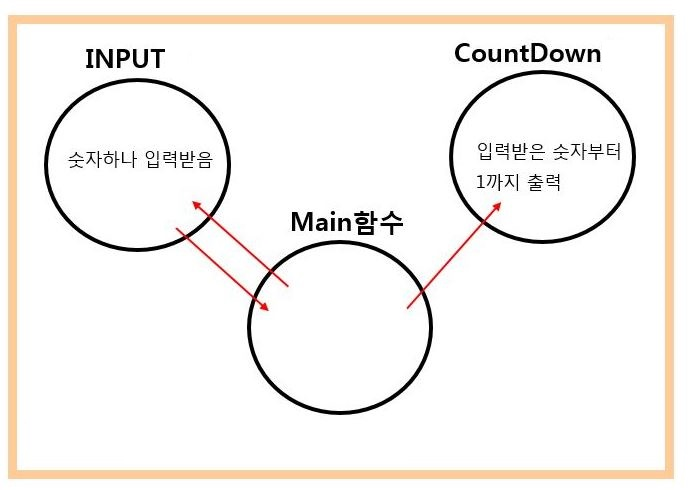 INPUT
숫자하나 입력받음
CountDown
입력받은 숫자부터
1까지 출력
Main함수